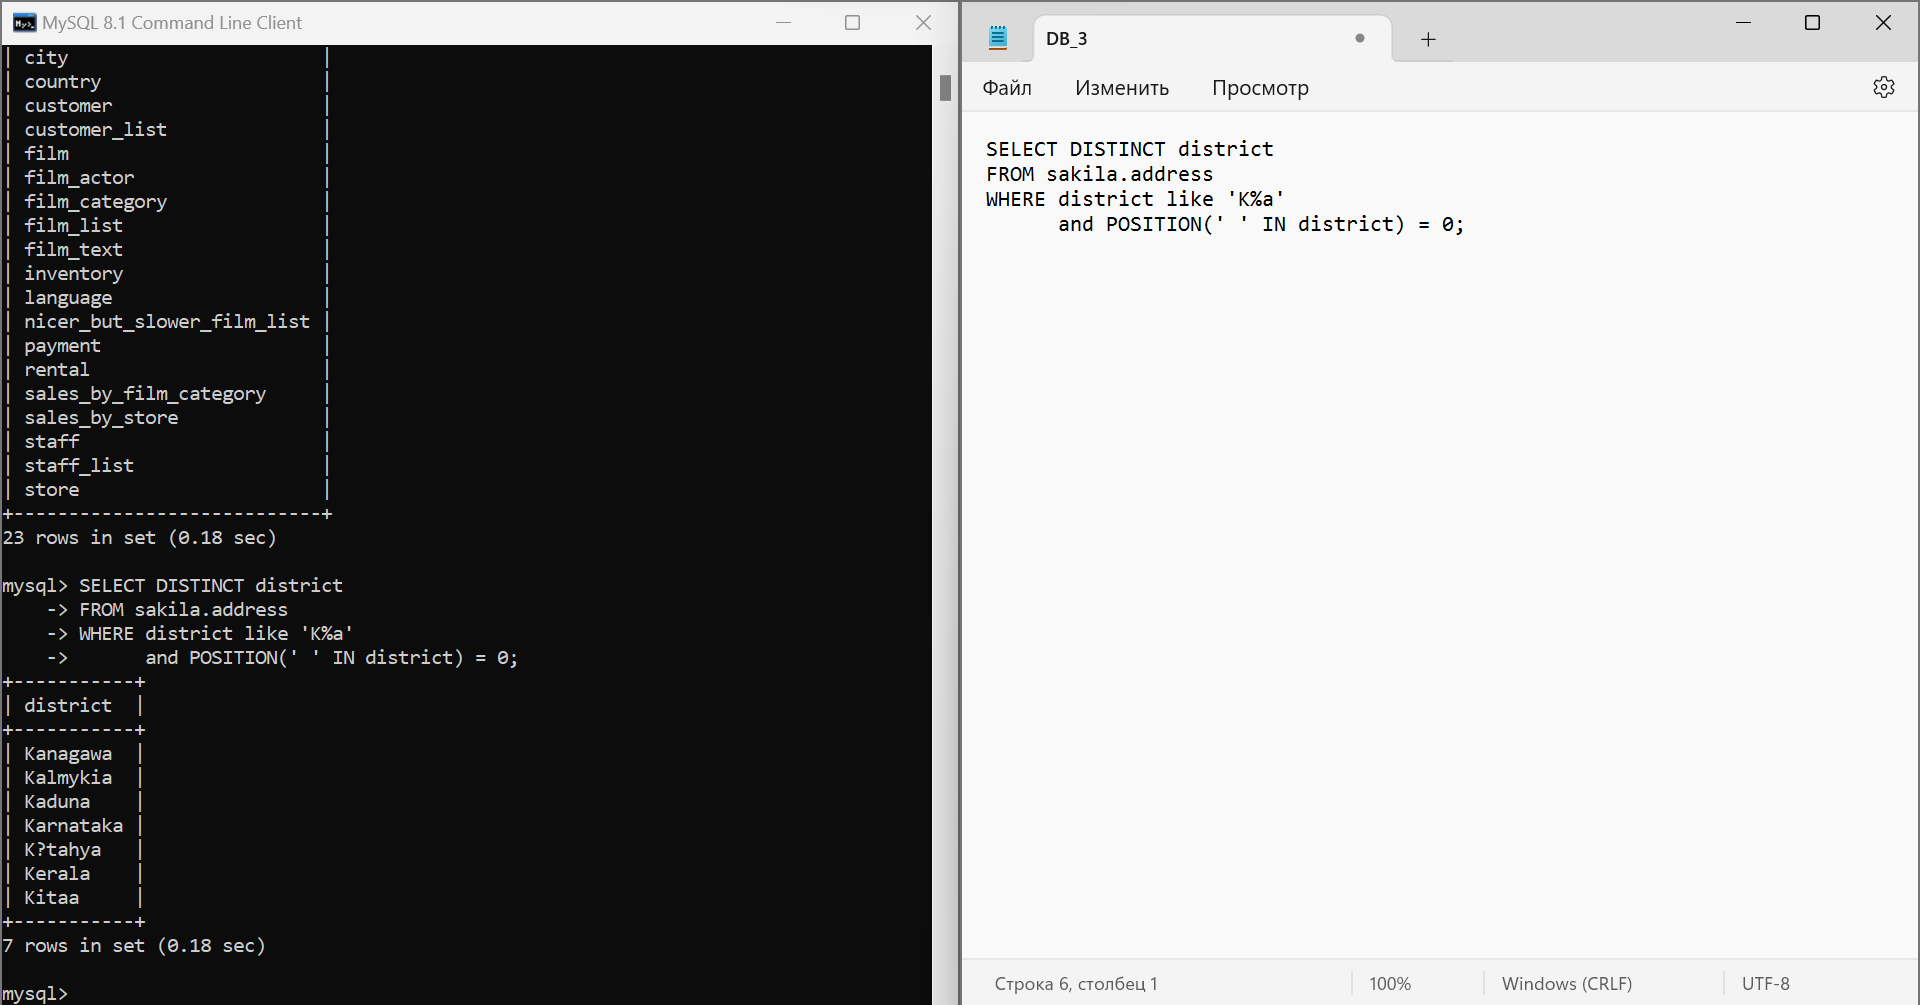 MySQL 8.1 Command Line Client
| city                       |
| country                    |
| customer                   |
| customer_list              |
| film                       |
| film_actor                 |
| film_category              |
| film_list                  |
| film_text                  |
| inventory                  |
| language                   |
| nicer_but_slower_film_list |
| payment                    |
| rental                     |
| sales_by_film_category     |
| sales_by_store             |
| staff                      |
| staff_list                 |
| store                      |
+----------------------------+
23 rows in set (0.18 sec)
mysql> SELECT DISTINCT district
    -> FROM sakila.address
    -> WHERE district like 'K%a'
    ->       and POSITION(' ' IN district) = 0;
+-----------+
| district  |
+-----------+
| Kanagawa  |
| Kalmykia  |
| Kaduna    |
| Karnataka |
| K?tahya   |
| Kerala    |
| Kitaa     |
+-----------+
7 rows in set (0.18 sec)
mysql>
DB_3
Файл Изменить Просмотр
SELECT DISTINCT district
FROM sakila.address
WHERE district like 'K%a'
      and POSITION(' ' IN district) = 0;
Строка 6, столбец 1 100% Windows (CRLF) UTF-8